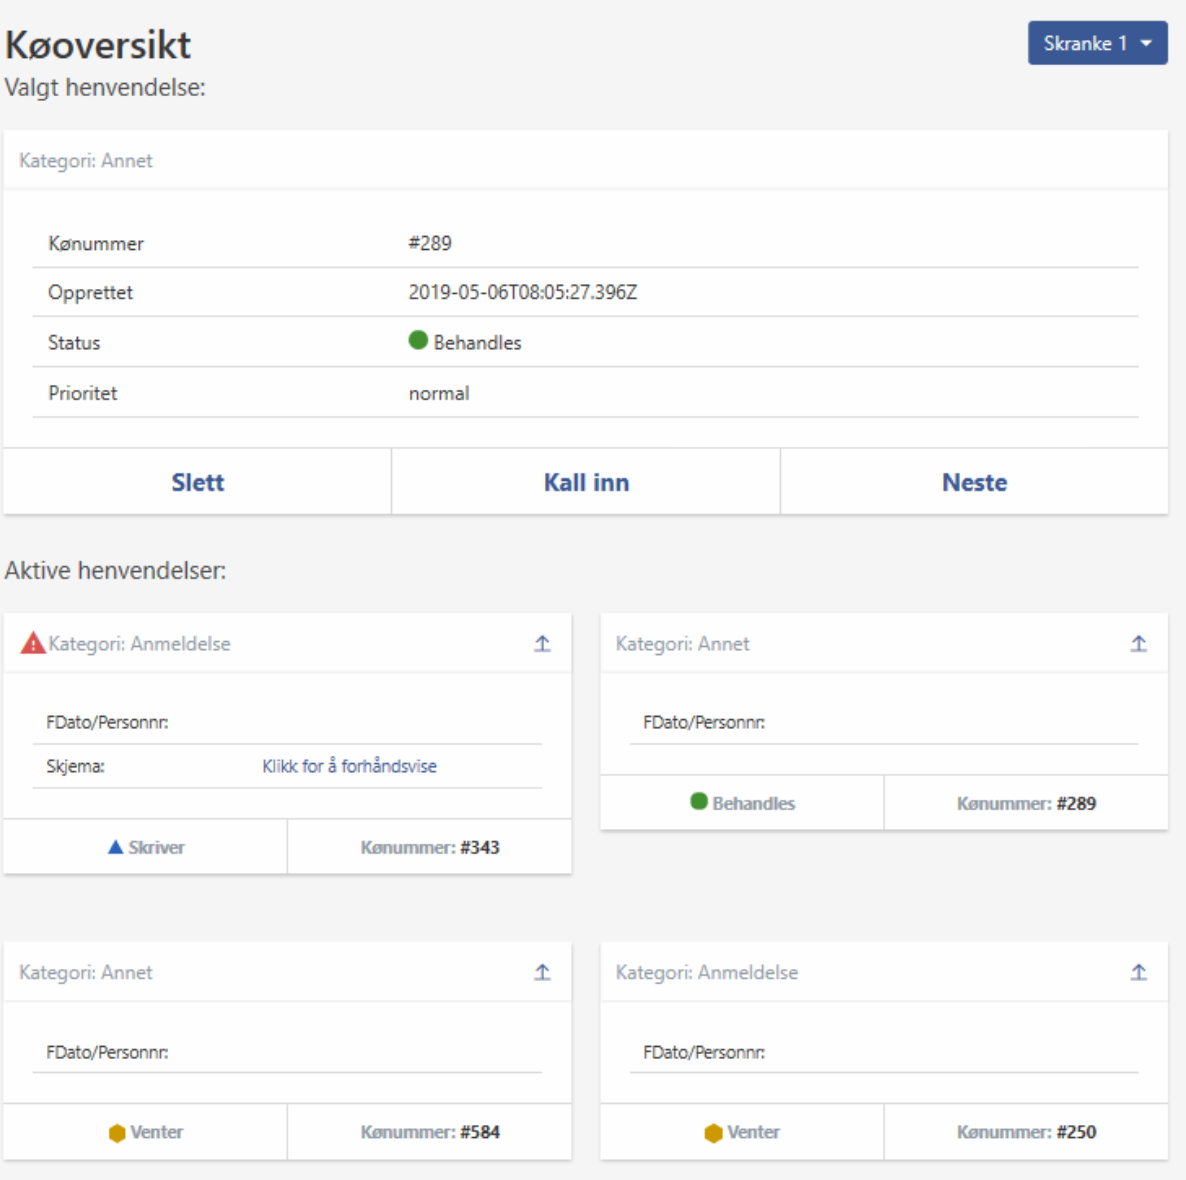 Køoversikt
Skranke 1
Valgt henvendelse:
Kategori: Annet
Kønummer #289
Opprettet 2019-05-06T08:05:27.396Z
Status Behandles
Prioritet normal
Slett Kall inn Neste
Aktive henvendelser:
Kategori: Anmeldelse
FDato/Personnr:
Skjema: Klikk for å forhåndsvise
Skriver Kønummer: #343
Kategori: Annet
FDato/Personnr:
Behandles Kønummer: #289
Kategori: Annet
FDato/Personnr:
Venter Kønummer: #584
Kategori: Anmeldelse
FDato/Personnr:
Venter Kønummer: #250